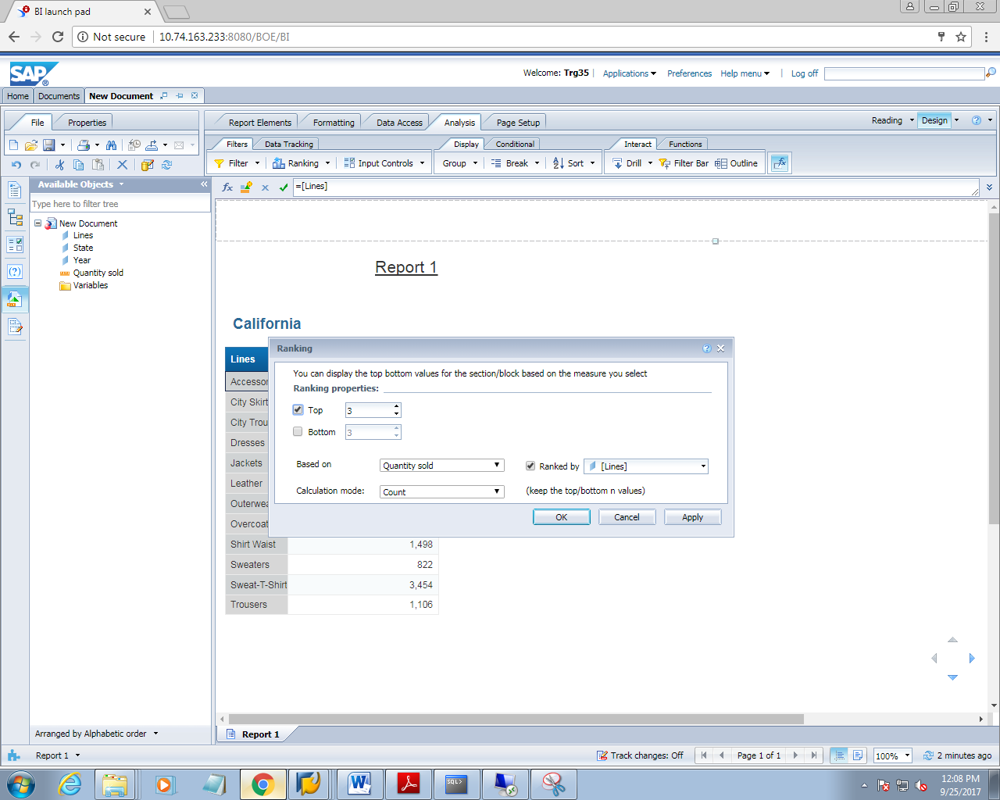 BI launch pad
Not secure | 10.74.163.233:8080/BOE/BI
SAP
Welcome: Trg35 | Applications Preferences Help menu | Log off
Home Documents New Document
File Properties
Report Elements Formatting Data Access Analysis Page Setup
Reading Design
Filters Data Tracking Display Conditional Interact Functions
Filter Ranking Input Controls Group Break Sort Drill Filter Bar Outline
Available Objects
=[Lines]
Type here to filter tree
New Document
Lines
State
Year
Quantity sold
Variables
Report 1
California
Lines
Accessor
City Skirt
City Trou
Dresses
Jackets
Leather
Outerwea
Overcoat
Shirt Waist 1,498
Sweaters 822
Sweat-T-Shirt 3,454
Trousers 1,106
Ranking
You can display the top bottom values for the section/block based on the measure you select
Ranking properties:
Top 3
Bottom 3
Based on Quantity sold Ranked by [Lines]
Calculation mode: Count (keep the top/bottom n values)
OK Cancel Apply
Arranged by Alphabetic order
Report 1
Report 1 Track changes: Off Page 1 of 1 100% 2 minutes ago
SQL>
12:08 PM
9/25/2017